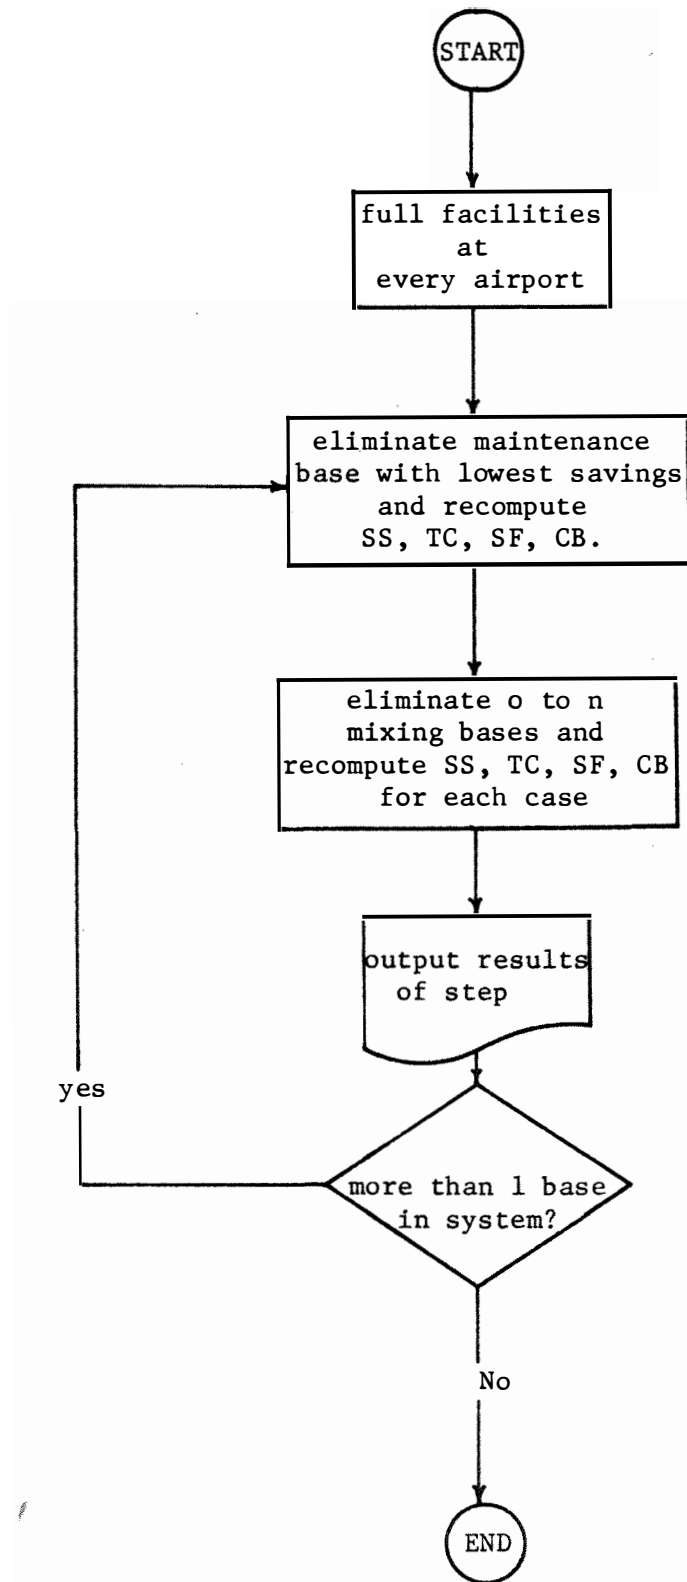 START
full facilities
at
every airport
eliminate maintenance
base with lowest savings
and recompute
SS, TC, SF, CB.
eliminate o to n
mixing bases and
recompute SS, TC, SF, CB
for each case
output results
of step
yes
more than 1 base
in system?
No
END